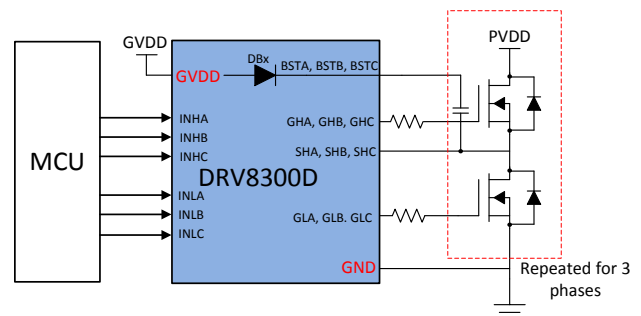 GVDD
PVDD
DBx
BSTA, BSTB, BSTC
GVDD
INHA
GHA, GHB, GHC
INHB
INHC
SHA, SHB, SHC
MCU
DRV8300D
INLA
INLB
GLA, GLB. GLC
INLC
GND
Repeated for 3
phases